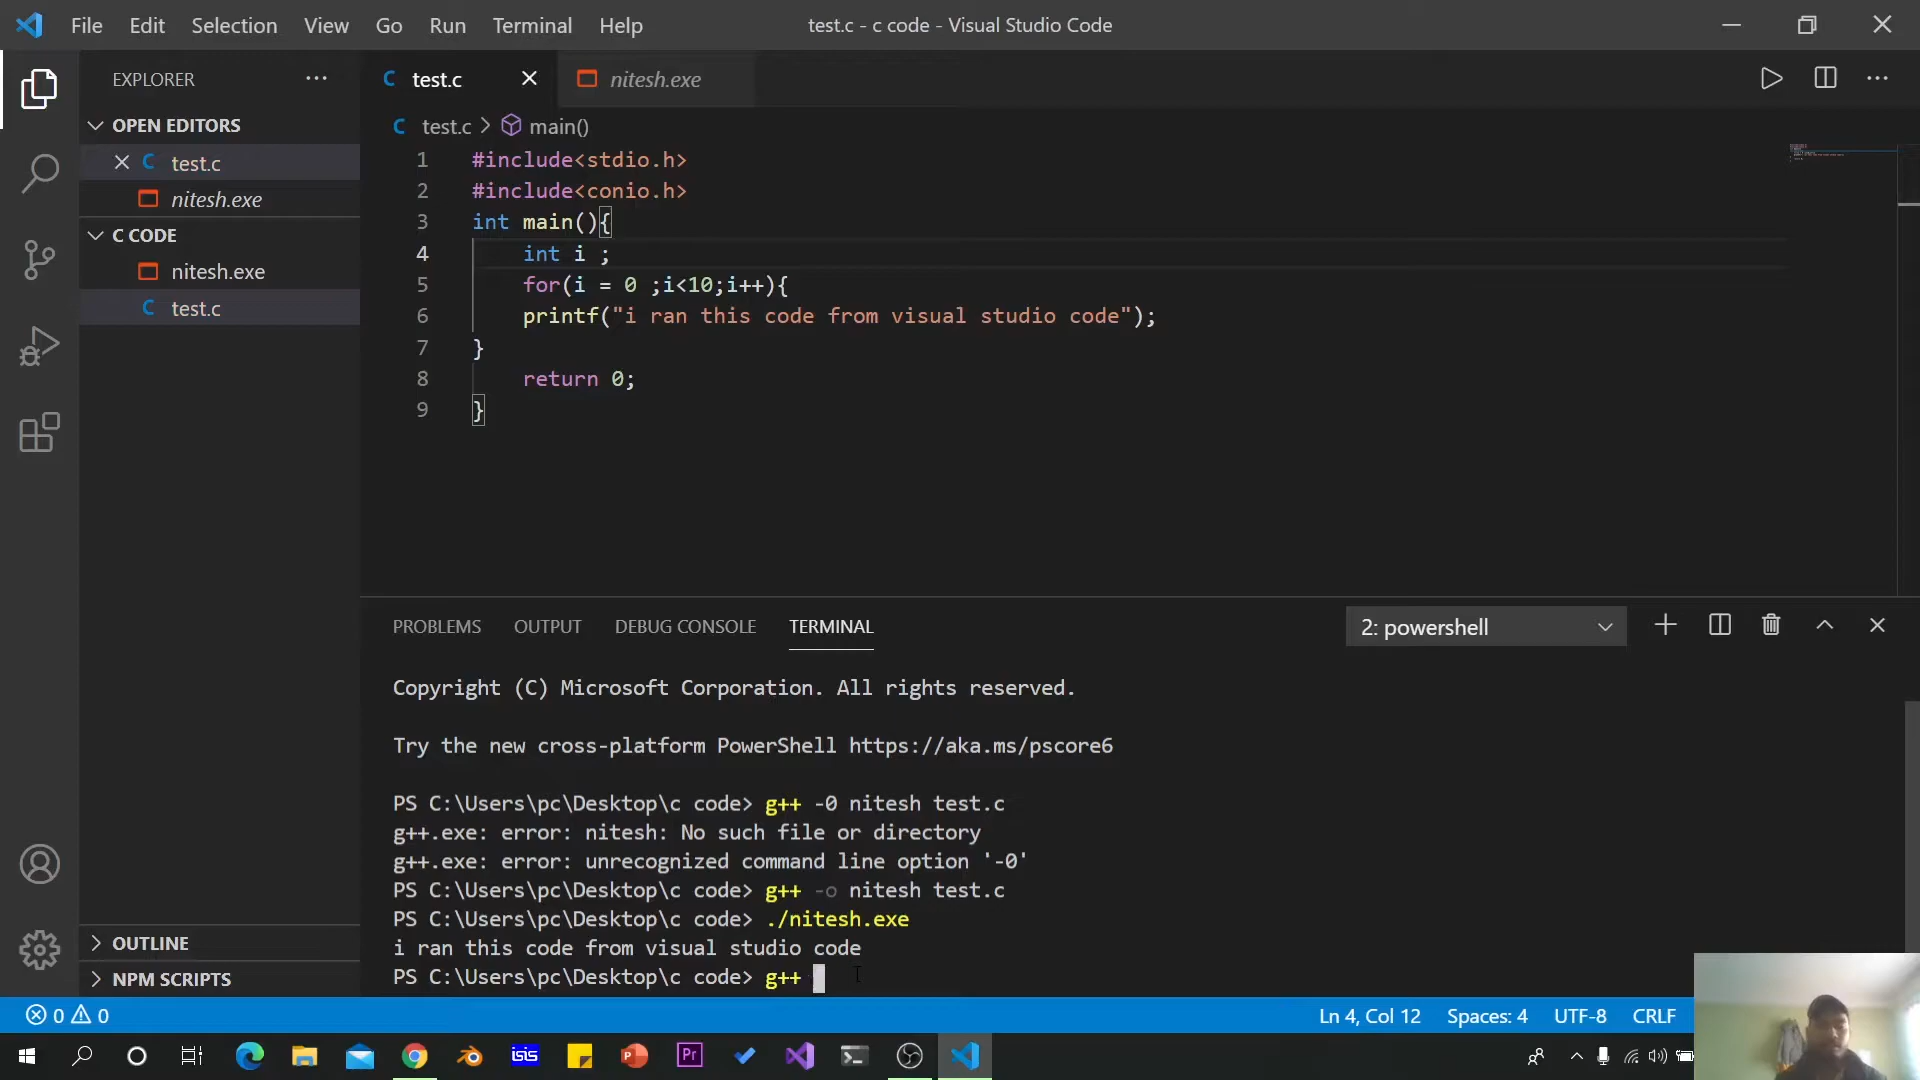 File Edit Selection View Go Run Terminal Help test.c - c code - Visual Studio Code
EXPLORER
OPEN EDITORS
test.c
nitesh.exe
C CODE
nitesh.exe
test.c
OUTLINE
NPM SCRIPTS
test.c nitesh.exe
test.c > main()
1 #include<stdio.h>
2 #include<conio.h>
3 int main(){
4 int i ;
5 for(i = 0 ;i<10;i++){
6 printf("i ran this code from visual studio code");
7 }
8 return 0;
9 }
PROBLEMS OUTPUT DEBUG CONSOLE TERMINAL 2: powershell
Copyright (C) Microsoft Corporation. All rights reserved.
Try the new cross-platform PowerShell https://aka.ms/pscore6
PS C:\Users\pc\Desktop\c code> g++ -0 nitesh test.c
g++.exe: error: nitesh: No such file or directory
g++.exe: error: unrecognized command line option '-0'
PS C:\Users\pc\Desktop\c code> g++ -o nitesh test.c
PS C:\Users\pc\Desktop\c code> ./nitesh.exe
i ran this code from visual studio code
PS C:\Users\pc\Desktop\c code> g++
0 0 Ln 4, Col 12 Spaces: 4 UTF-8 CRLF
isis P Pr